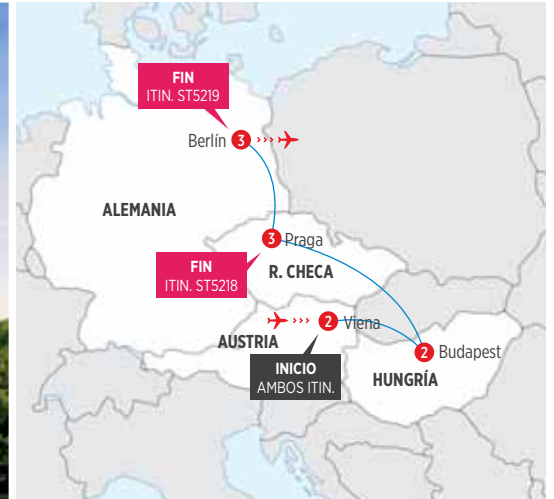 FIN
ITIN. ST5219
Berlín 3
ALEMANIA
3 Praga
FIN
ITIN. ST5218
R. CHECA
2 Viena
AUSTRIA
INICIO
AMBOS ITIN.
2 Budapest
HUNGRÍA